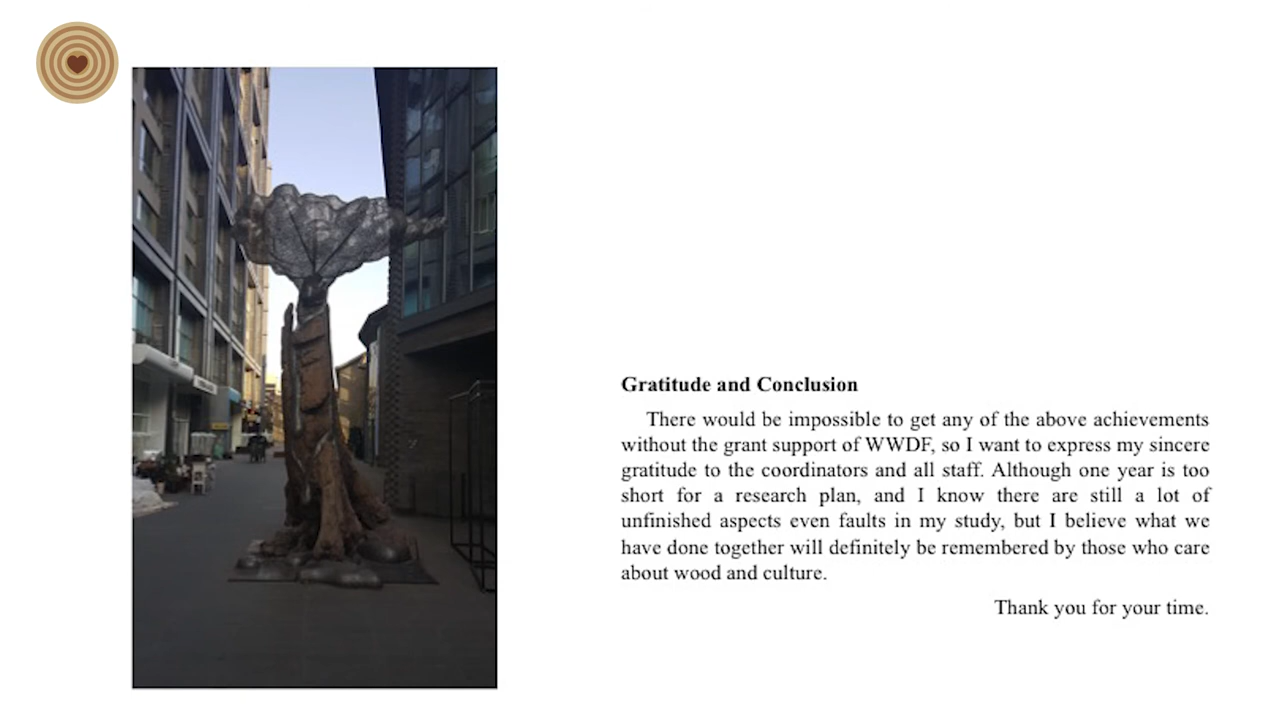 Gratitude and Conclusion
There would be impossible to get any of the above achievements
without the grant support of WWDF, so I want to express my sincere
gratitude to the coordinators and all staff. Although one year is too
short for a research plan, and I know there are still a lot of
unfinished aspects even faults in my study, but I believe what we
have done together will definitely be remembered by those who care
about wood and culture.
Thank you for your time.